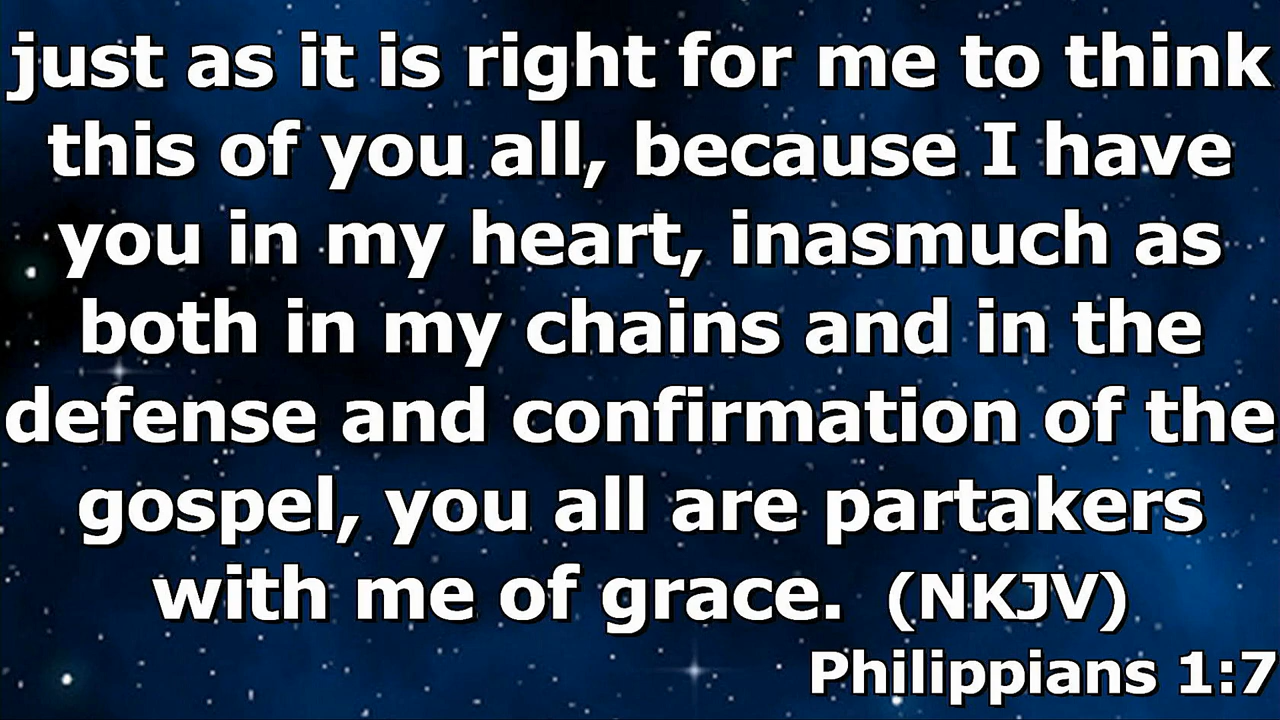 just as it is right for me to think
this of you all, because I have
you in my heart, inasmuch as
both in my chains and in the
defense and confirmation of the
gospel, you all are partakers
with me of grace. (NKJV)
Philippians 1:7